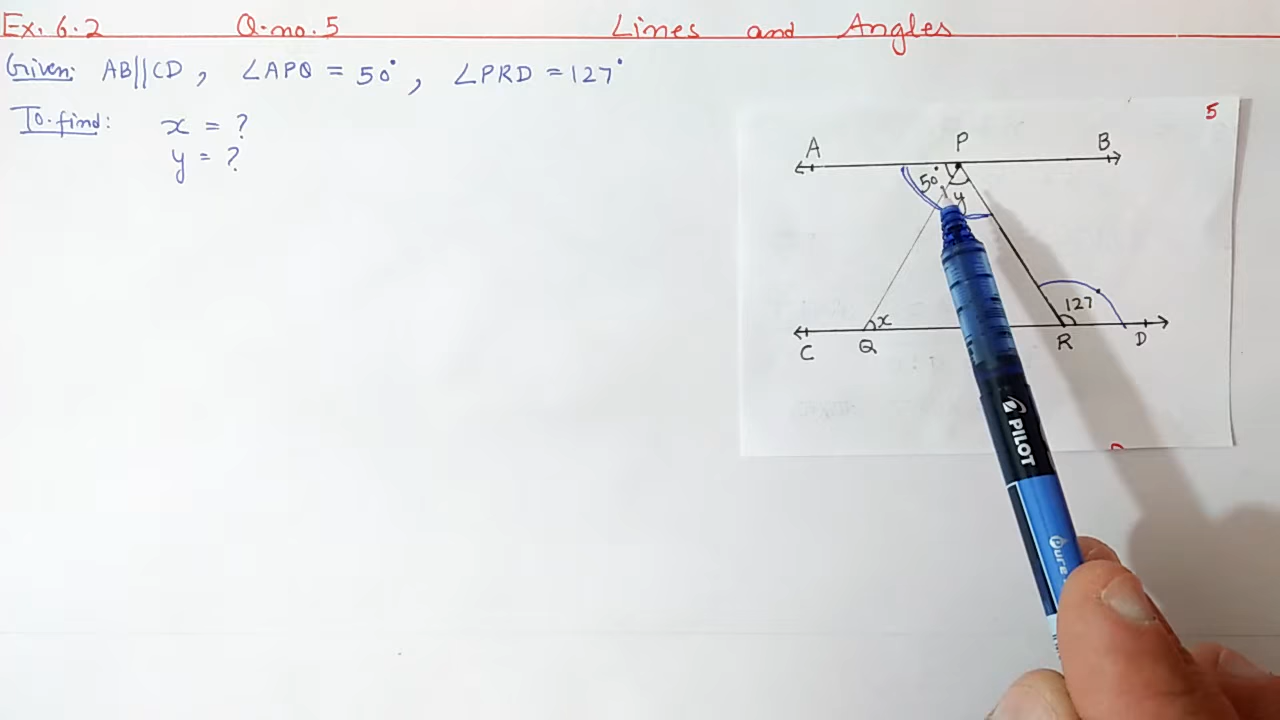 Ex. 6.2 Q.no.5 Lines and Angles
Given: AB||CD, ∠APQ = 50°, ∠PRD = 127°
To find: x = ?
y = ?
5
A P B
50° y
127
x
C Q R D
PILOT
Pure